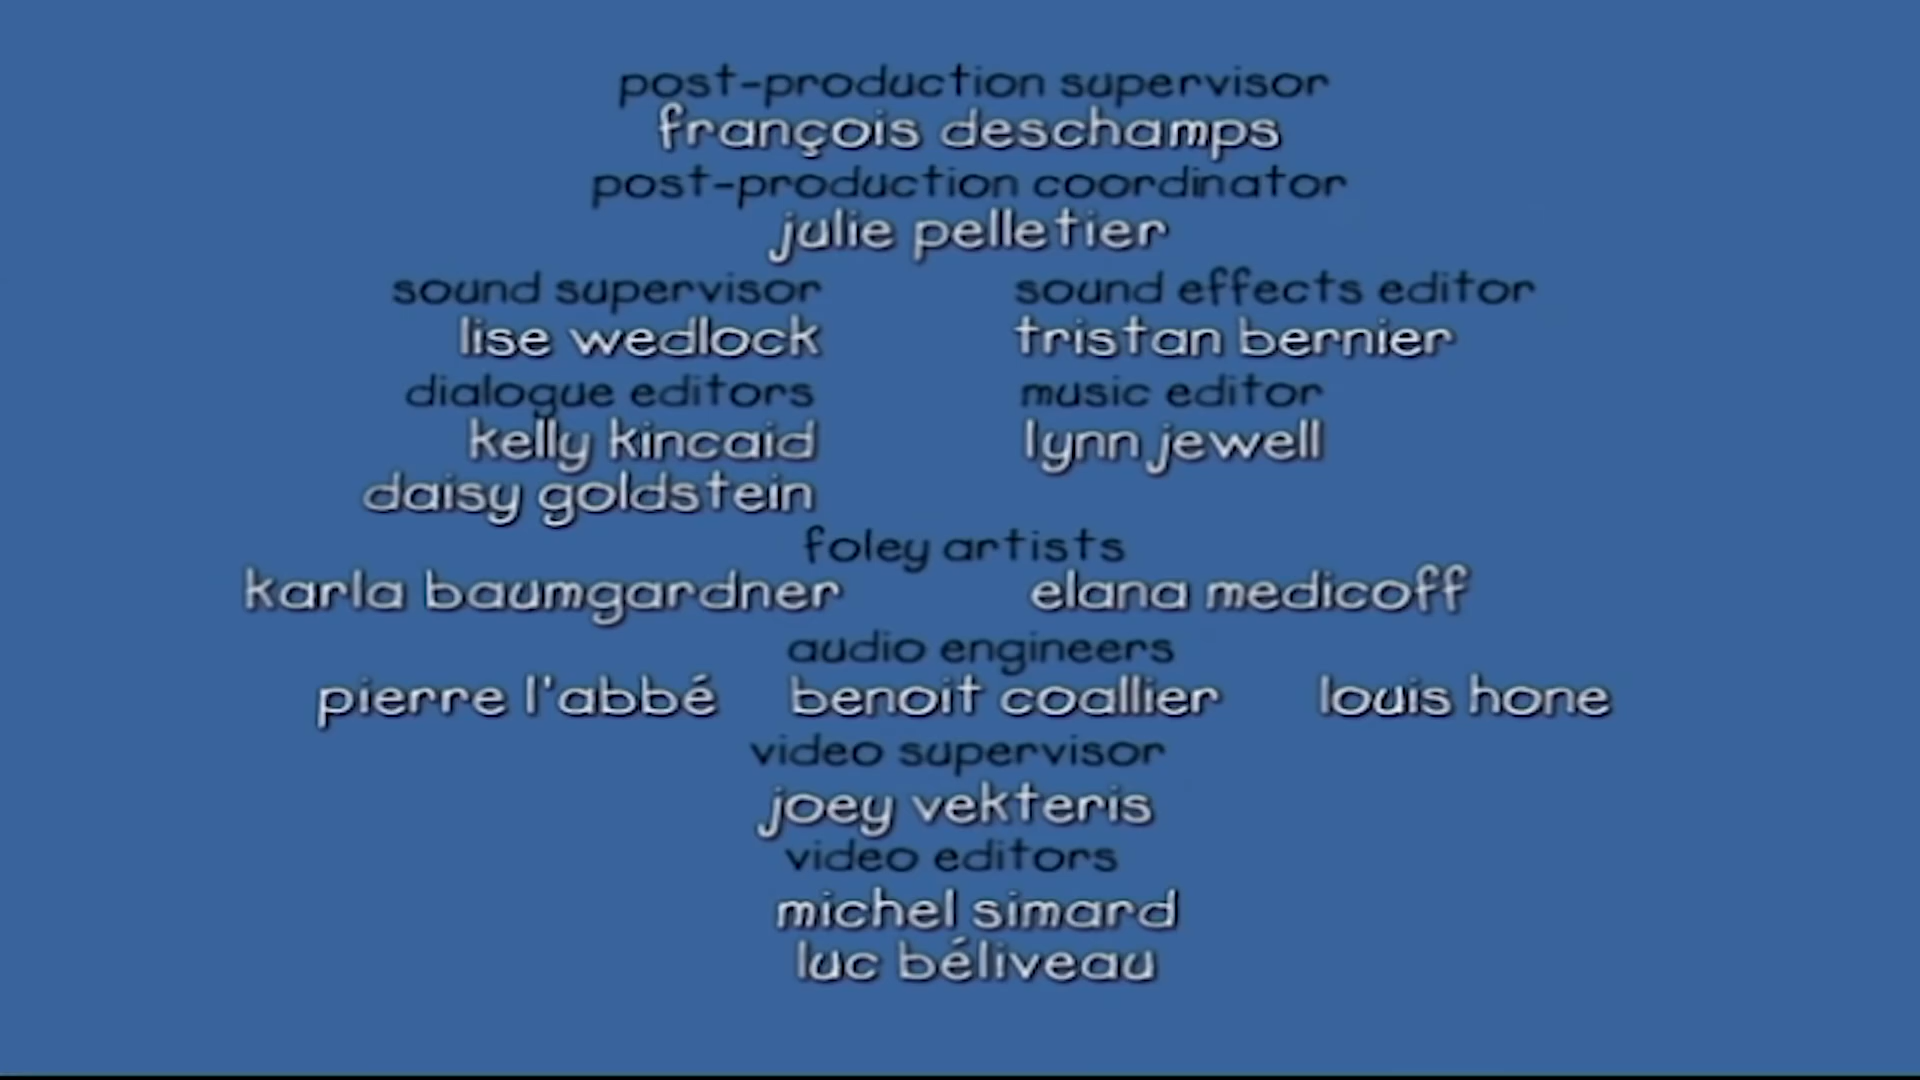 post-production supervisor
françois deschamps
post-production coordinator
julie pelletier
sound supervisor
lise wedlock
sound effects editor
tristan bernier
dialogue editors
kelly kincaid
daisy goldstein
music editor
lynn jewell
foley artists
karla baumgardner elana medicoff
audio engineers
pierre l'abbé benoit coallier louis hone
video supervisor
joey vekteris
video editors
michel simard
luc béliveau